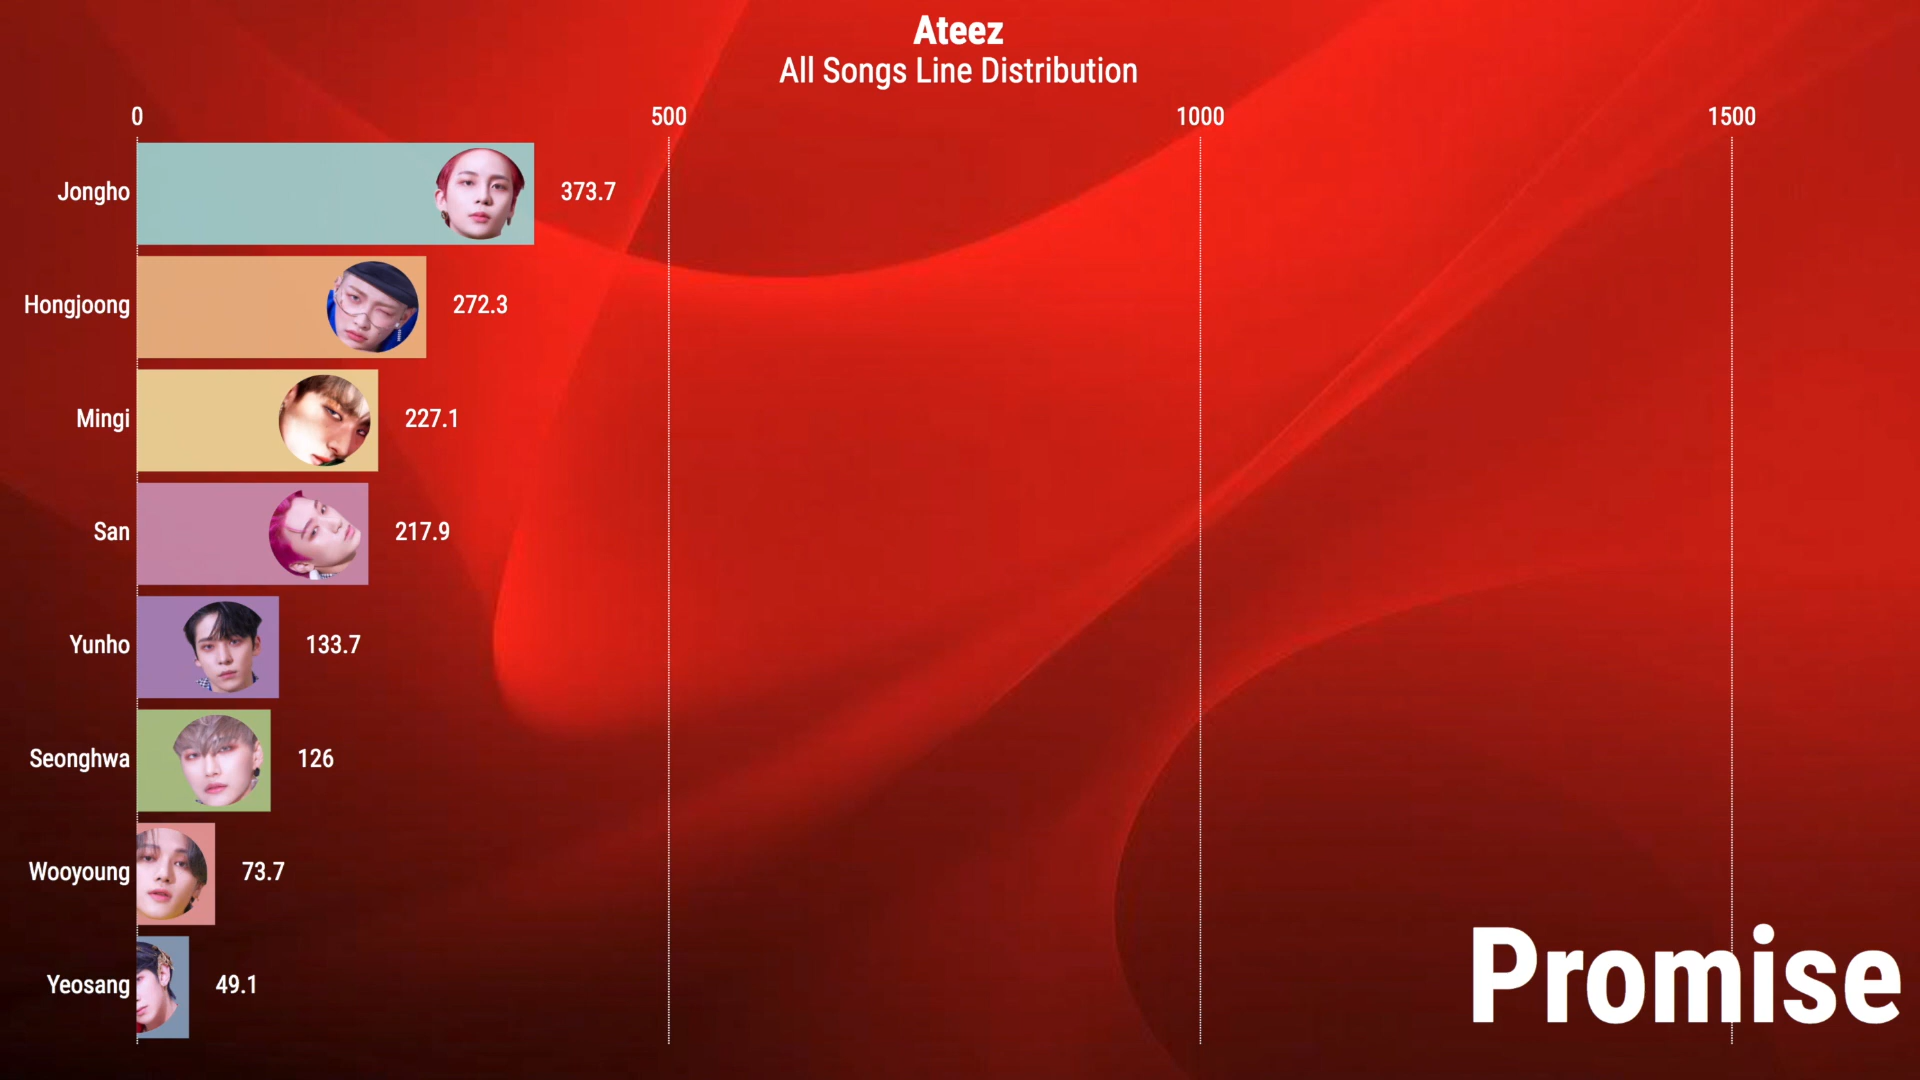 Ateez
All Songs Line Distribution
0 500 1000 1500
Jongho 373.7
Hongjoong 272.3
Mingi 227.1
San 217.9
Yunho 133.7
Seonghwa 126
Wooyoung 73.7
Yeosang 49.1
Promise